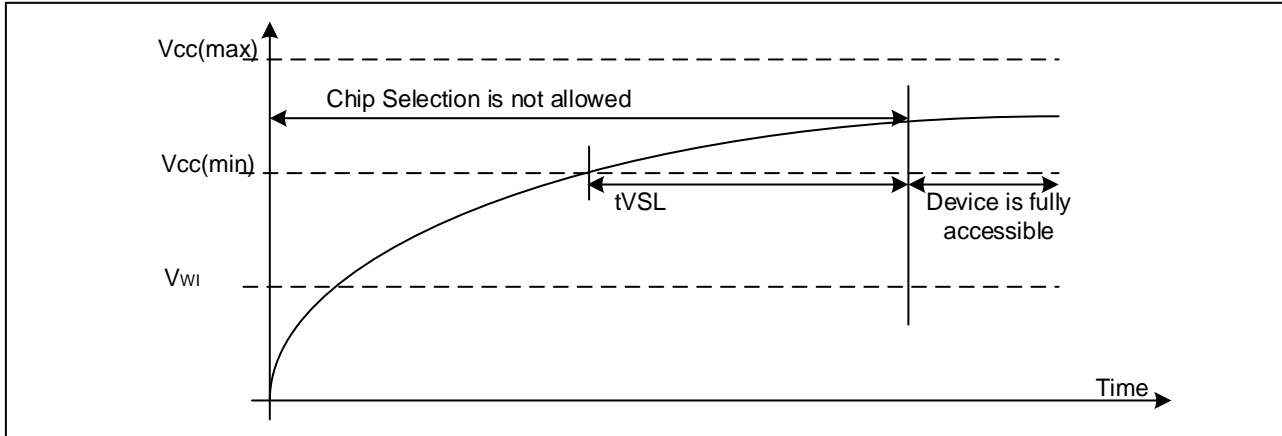 Vcc(max)
Chip Selection is not allowed
Vcc(min)
tVSL
Device is fully
accessible
VWI
Time